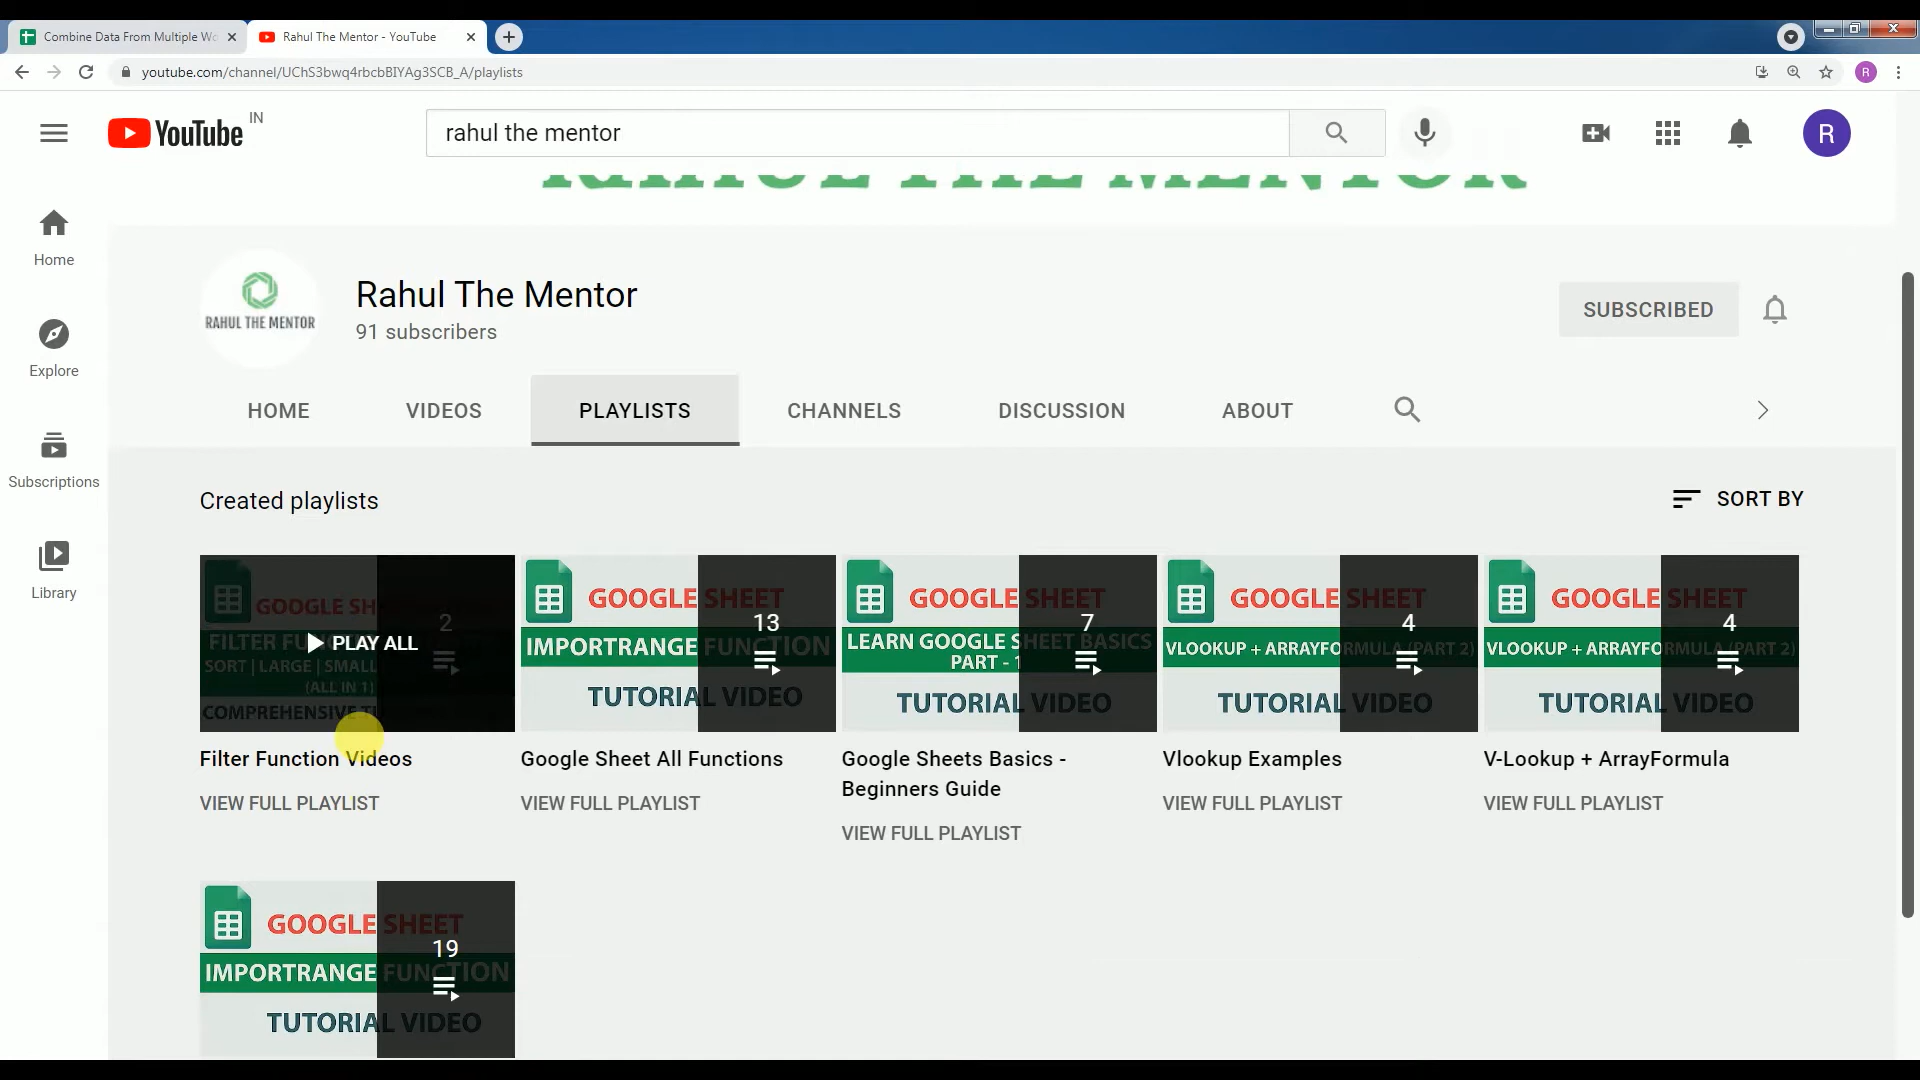 Combine Data From Multiple Wo
Rahul The Mentor - YouTube
youtube.com/channel/UChS3bwq4rbcbBIYAg3SCB_A/playlists
R
YouTube IN
rahul the mentor
R
RAHUL THE MENTOR
Home
Explore
Subscriptions
Library
RAHUL THE MENTOR
Rahul The Mentor
91 subscribers
SUBSCRIBED
HOME
VIDEOS
PLAYLISTS
CHANNELS
DISCUSSION
ABOUT
Created playlists
SORT BY
GOOGLE SH
FILTER FUNC
SORT | LARGE | SMALL
(ALL IN 1)
COMPREHENSIVE T
2
PLAY ALL
Filter Function Videos
VIEW FULL PLAYLIST
GOOGLE SHEET
IMPORTRANGE FUNCTION
TUTORIAL VIDEO
13
Google Sheet All Functions
VIEW FULL PLAYLIST
GOOGLE SHEET
LEARN GOOGLE SHEET BASICS
PART - 1
TUTORIAL VIDEO
7
Google Sheets Basics -
Beginners Guide
VIEW FULL PLAYLIST
GOOGLE SHEET
VLOOKUP + ARRAYFORMULA (PART 2)
TUTORIAL VIDEO
4
Vlookup Examples
VIEW FULL PLAYLIST
GOOGLE SHEET
VLOOKUP + ARRAYFORMULA (PART 2)
TUTORIAL VIDEO
4
V-Lookup + ArrayFormula
VIEW FULL PLAYLIST
GOOGLE SHEET
IMPORTRANGE FUNCTION
TUTORIAL VIDEO
19